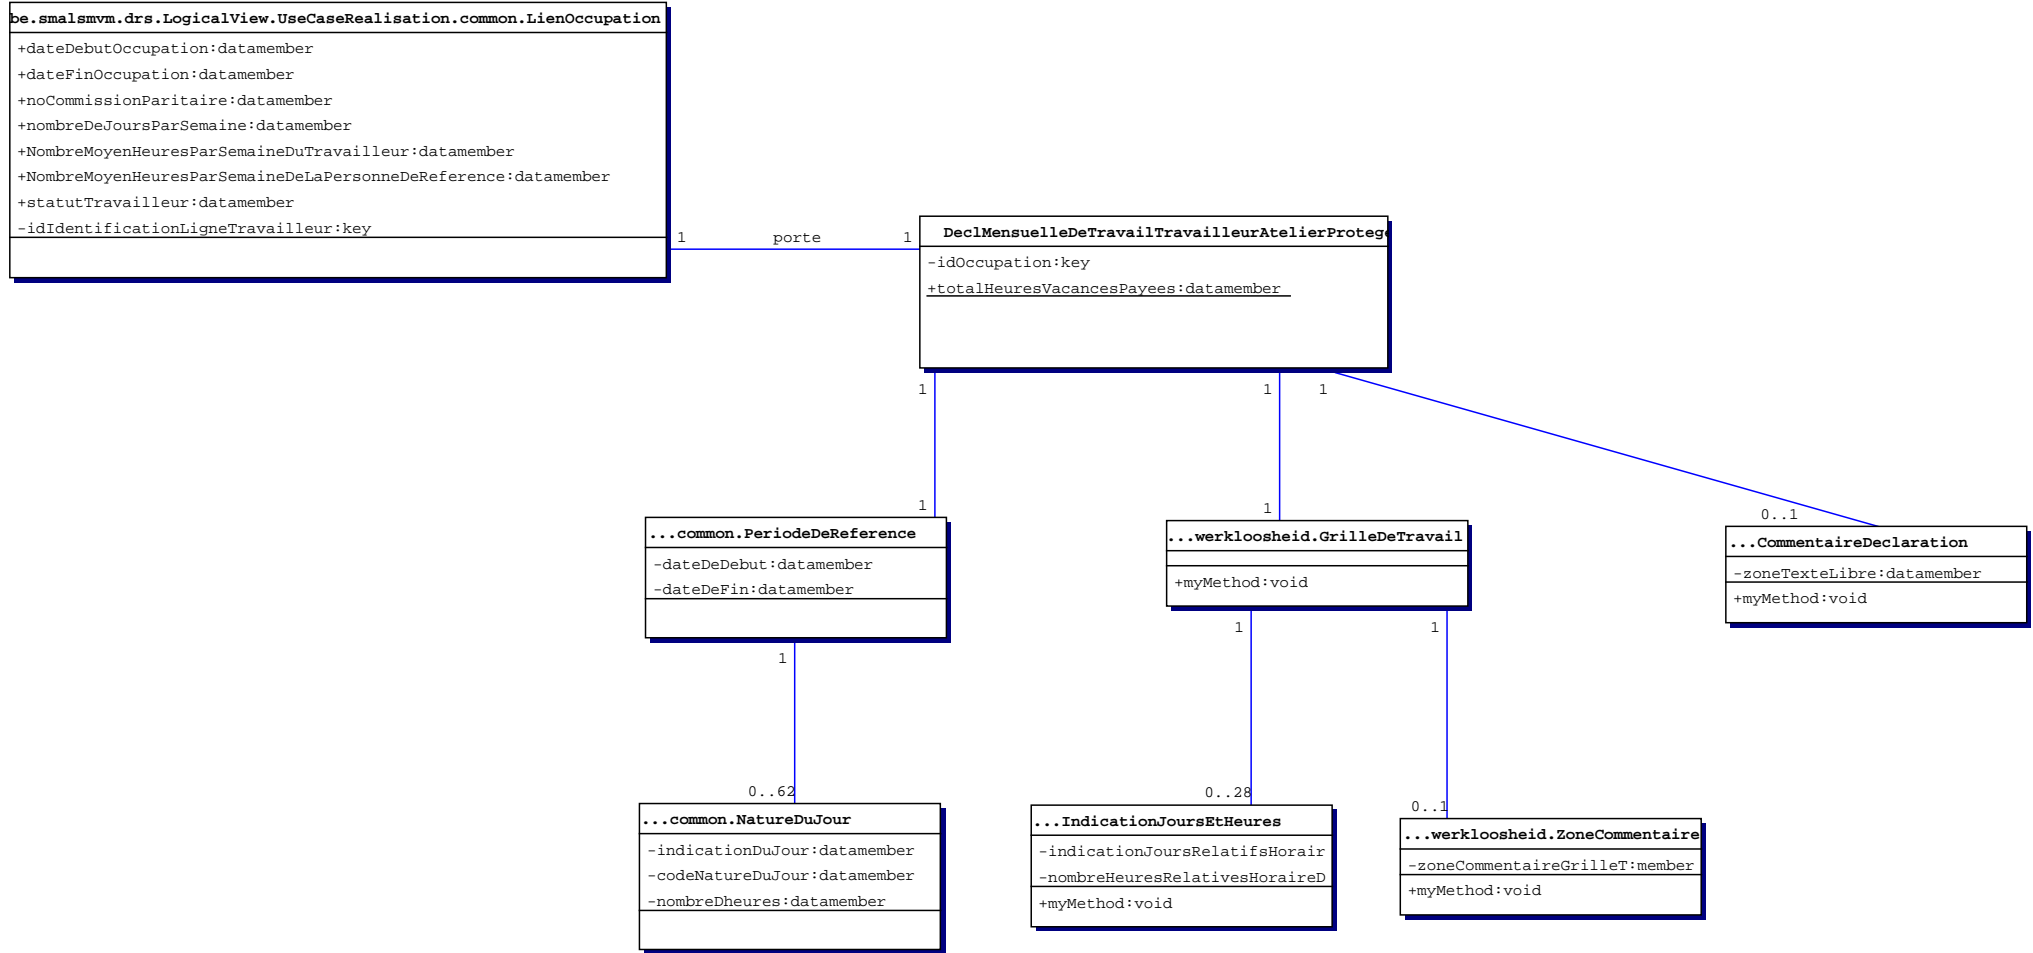 be.smalsmvm.drs.LogicalView.UseCaseRealisation.common.LienOccupation
+dateDebutOccupation:datamember
+dateFinOccupation:datamember
+noCommissionParitaire:datamember
+nombreDeJoursParSemaine:datamember
+NombreMoyenHeuresParSemaineDuTravailleur:datamember
+NombreMoyenHeuresParSemaineDeLaPersonneDeReference:datamember
+statutTravailleur:datamember
-idIdentificationLigneTravailleur:key
1 porte 1
DeclMensuelleDeTravailTravailleurAtelierProtege
-idOccupation:key
+totalHeuresVacancesPayees:datamember
1 1 1
1 1 0..1
...common.PeriodeDeReference
-dateDeDebut:datamember
-dateDeFin:datamember
...werkloosheid.GrilleDeTravail
+myMethod:void
...CommentaireDeclaration
-zoneTexteLibre:datamember
+myMethod:void
1 1 1
0..62 0..28 0..1
...common.NatureDuJour
-indicationDuJour:datamember
-codeNatureDuJour:datamember
-nombreDheures:datamember
...IndicationJoursEtHeures
-indicationJoursRelatifsHorair
-nombreHeuresRelativesHoraireD
+myMethod:void
...werkloosheid.ZoneCommentaire
-zoneCommentaireGrilleT:member
+myMethod:void